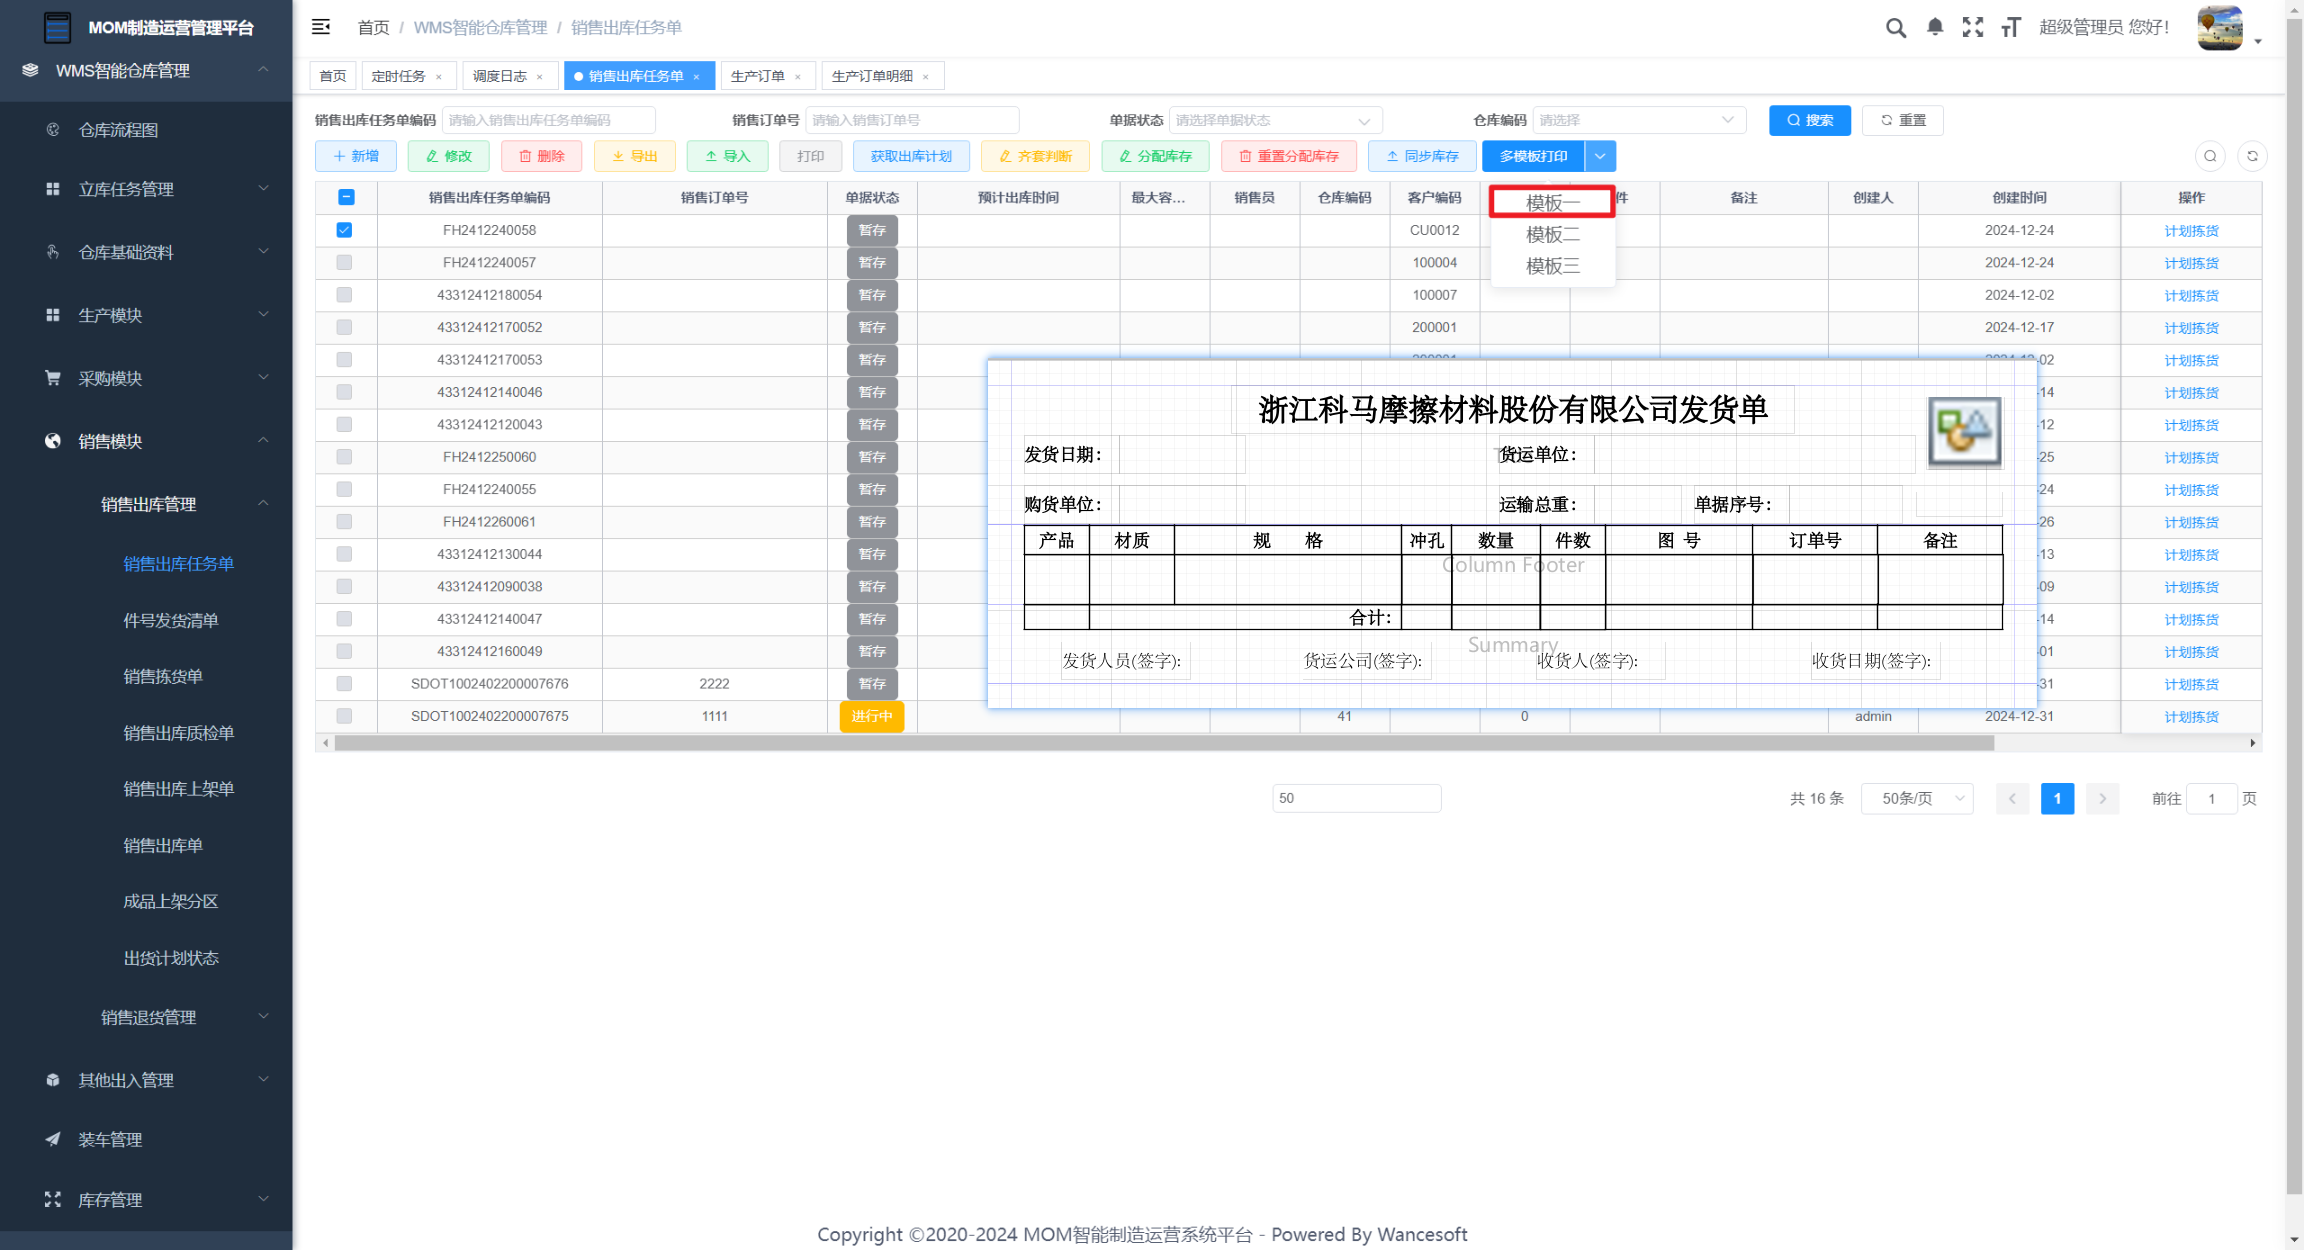 MOM制造运营管理平台
WMS智能仓库管理
仓库流程图
立库任务管理
仓库基础资料
生产模块
采购模块
销售模块
销售出库管理
销售出库任务单
件号发货清单
销售拣货单
销售出库质检单
销售出库上架单
销售出库单
成品上架分区
出货计划状态
销售退货管理
其他出入管理
装车管理
库存管理
首页 / WMS智能仓库管理 / 销售出库任务单
超级管理员 您好!
首页 定时任务 × 调度日志 × 销售出库任务单 × 生产订单 × 生产订单明细 ×
销售出库任务单编码 请输入销售出库任务单编码 销售订单号 请输入销售订单号 单据状态 请选择单据状态 仓库编码 请选择 搜索 重置
新增 修改 删除 导出 导入 打印 获取出库计划 齐套判断 分配库存 重置分配库存 同步库存 多模板打印
模板一
模板二
模板三
销售出库任务单编码 销售订单号 单据状态 预计出库时间 最大容... 销售员 仓库编码 客户编码 件 备注 创建人 创建时间 操作
FH2412240058 暂存 CU0012 2024-12-24 计划拣货
FH2412240057 暂存 100004 2024-12-24 计划拣货
43312412180054 暂存 100007 2024-12-02 计划拣货
43312412170052 暂存 200001 2024-12-17 计划拣货
43312412170053 暂存 -02 计划拣货
43312412140046 暂存 -14 计划拣货
43312412120043 暂存 -12 计划拣货
FH2412250060 暂存 -25 计划拣货
FH2412240055 暂存 -24 计划拣货
FH2412260061 暂存 -26 计划拣货
43312412130044 暂存 -13 计划拣货
43312412090038 暂存 -09 计划拣货
43312412140047 暂存 -14 计划拣货
43312412160049 暂存 -01 计划拣货
SDOT1002402200007676 2222 暂存 -31 计划拣货
SDOT1002402200007675 1111 进行中 41 0 admin 2024-12-31 计划拣货
浙江科马摩擦材料股份有限公司发货单
发货日期： 货运单位：
购货单位： 运输总重： 单据序号：
产品 材质 规 格 冲孔 数量 件数 图 号 订单号 备注
Column Footer
合计：
Summary
发货人员(签字): 货运公司(签字): 收货人(签字): 收货日期(签字):
50
共 16 条 50条/页 1 前往 1 页
Copyright ©2020-2024 MOM智能制造运营系统平台 - Powered By Wancesoft